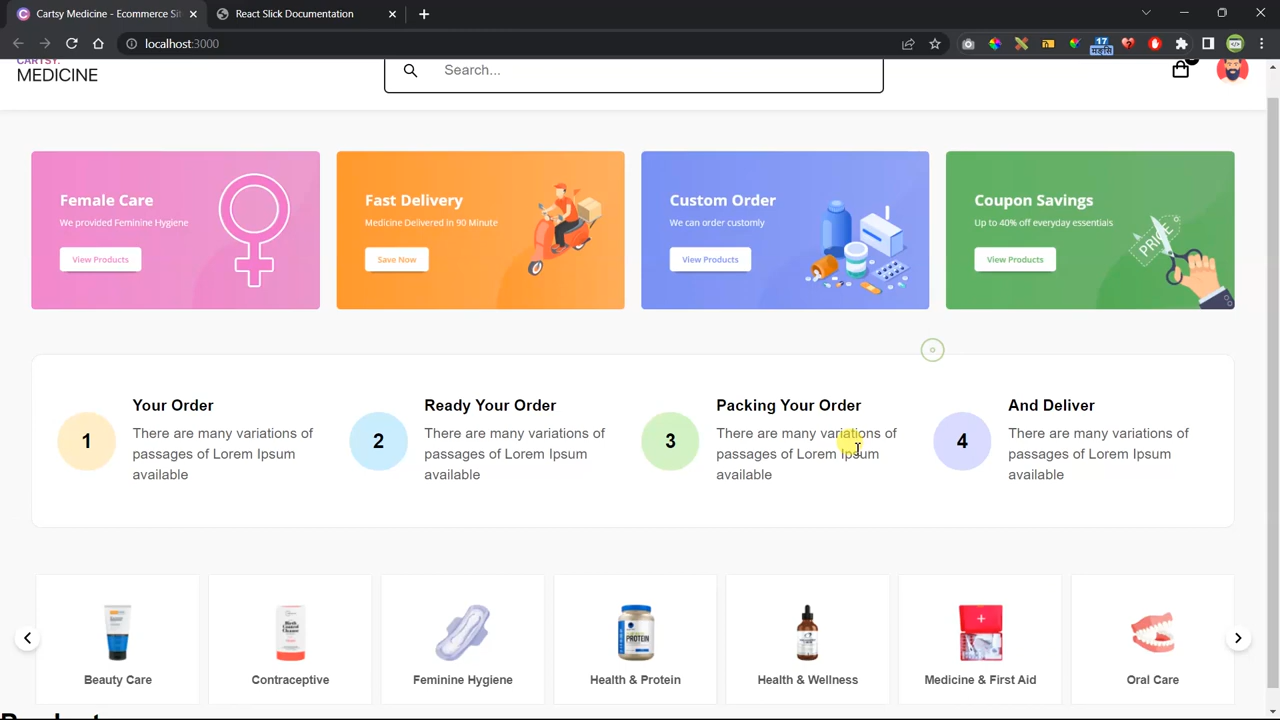 Cartsy Medicine - Ecommerce Sit
React Slick Documentation
localhost:3000
17
CARTSY.
MEDICINE
Search...
Female Care
We provided Feminine Hygiene
View Products
Fast Delivery
Medicine Delivered in 90 Minute
Save Now
Custom Order
We can order customly
View Products
Coupon Savings
Up to 40% off everyday essentials
View Products
PRICE
1
Your Order
There are many variations of
passages of Lorem Ipsum
available
2
Ready Your Order
There are many variations of
passages of Lorem Ipsum
available
3
Packing Your Order
There are many variations of
passages of Lorem Ipsum
available
4
And Deliver
There are many variations of
passages of Lorem Ipsum
available
PROTEIN
Beauty Care
Contraceptive
Feminine Hygiene
Health & Protein
Health & Wellness
Medicine & First Aid
Oral Care